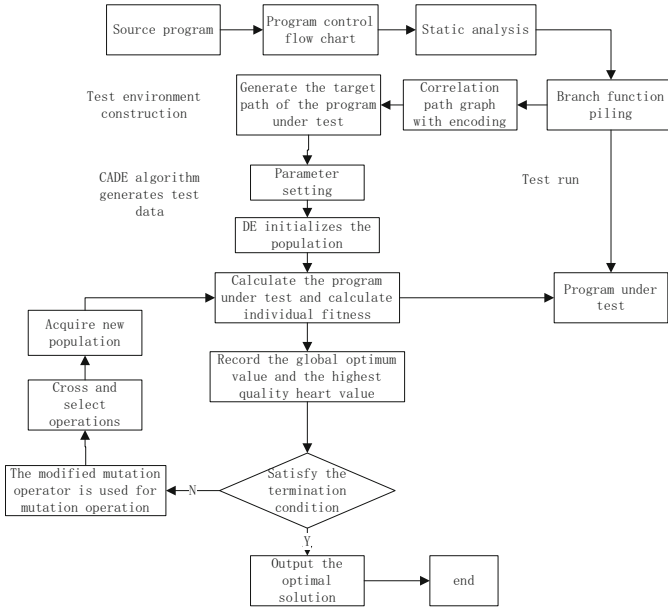 Source program
Program control
flow chart
Static analysis
Test environment
construction
Generate the target
path of the program
under test
Correlation
path graph
with encoding
Branch function
piling
CADE algorithm
generates test
data
Parameter
setting
Test run
DE initializes the
population
Calculate the program
under test and calculate
individual fitness
Program under
test
Acquire new
population
Record the global optimum
value and the highest
quality heart value
Cross and
select
operations
The modified mutation
operator is used for
mutation operation
N
Satisfy the
termination
condition
Y
Output the
optimal
solution
end